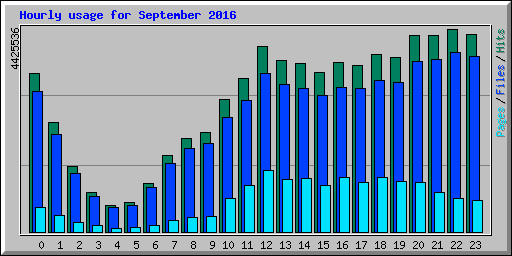 Hourly usage for September 2016
4425536
Pages/Files/Hits
0 1 2 3 4 5 6 7 8 9 10 11 12 13 14 15 16 17 18 19 20 21 22 23